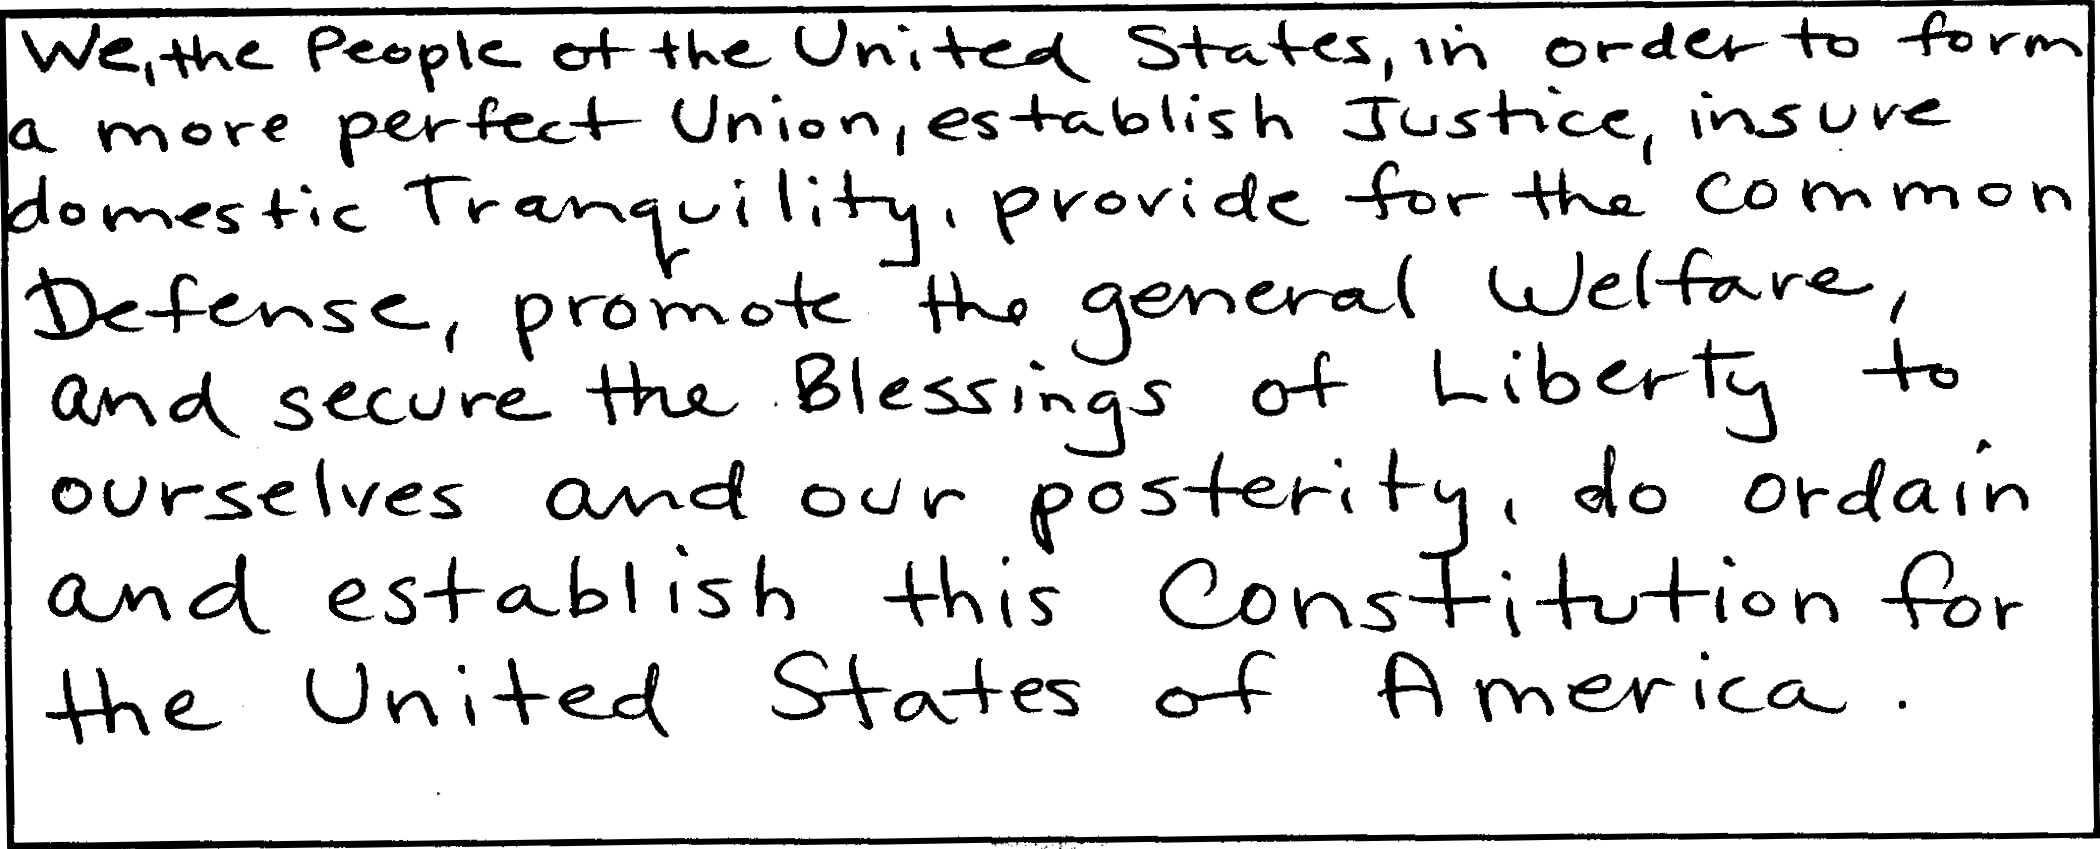 We, the People of the United States, in order to form
a more perfect Union, establish Justice, insure
domestic Tranquility, provide for the common
Defense, promote the general Welfare,
and secure the Blessings of Liberty to
ourselves and our posterity, do ordain
and establish this Constitution for
the United States of America.